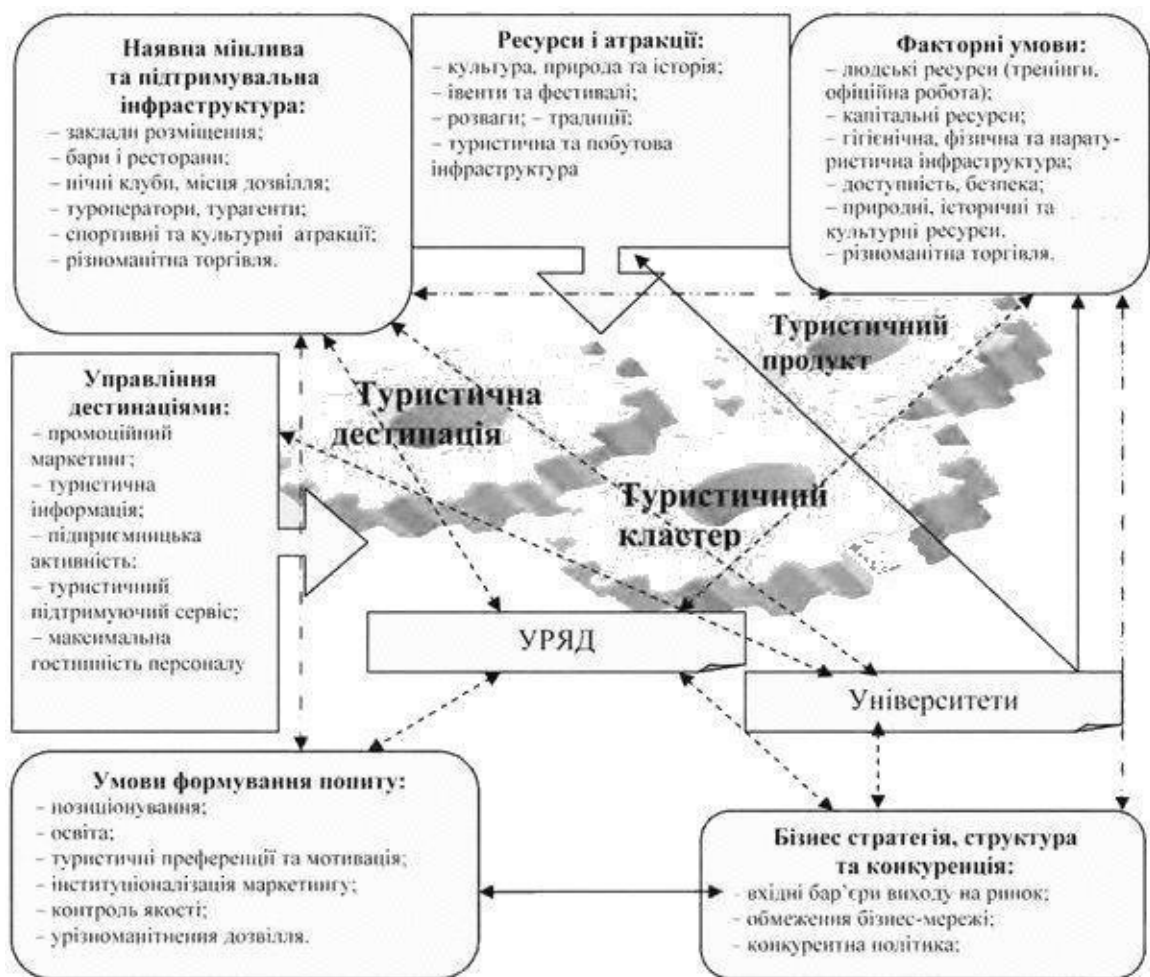 Наявна мінлива
та підтримувальна
інфраструктура:
– заклади розміщення;
– бари і ресторани;
– нічні клуби, місця дозвілля;
– туроператори, турагенти;
– спортивні та культурні атракції;
– різноманітна торгівля.
Ресурси і атракції:
– культура, природа та історія;
– івенти та фестивалі;
– розваги; – традиції;
– туристична та побутова
інфраструктура
Факторні умови:
– людські ресурси (тренінги,
офіційна робота);
– капітальні ресурси;
– гігієнічна, фізична та парату-
ристична інфраструктура;
– доступність, безпека;
– природні, історичні та
культурні ресурси,
– різноманітна торгівля.
Туристичний
продукт
Управління
дестинаціями:
– промоційний
маркетинг;
– туристична
інформація;
– підприємницька
активність;
– туристичний
підтримуючий сервіс;
– максимальна
гостинність персоналу
Туристична
дестинація
Туристичний
кластер
УРЯД
Університети
Умови формування попиту:
– позиціонування;
– освіта;
– туристичні преференції та мотивація;
– інституціоналізація маркетингу;
– контроль якості;
– урізноманітнення дозвілля.
Бізнес стратегія, структура
та конкуренція:
– вхідні бар’єри виходу на ринок;
– обмеження бізнес-мережі;
– конкурентна політика;